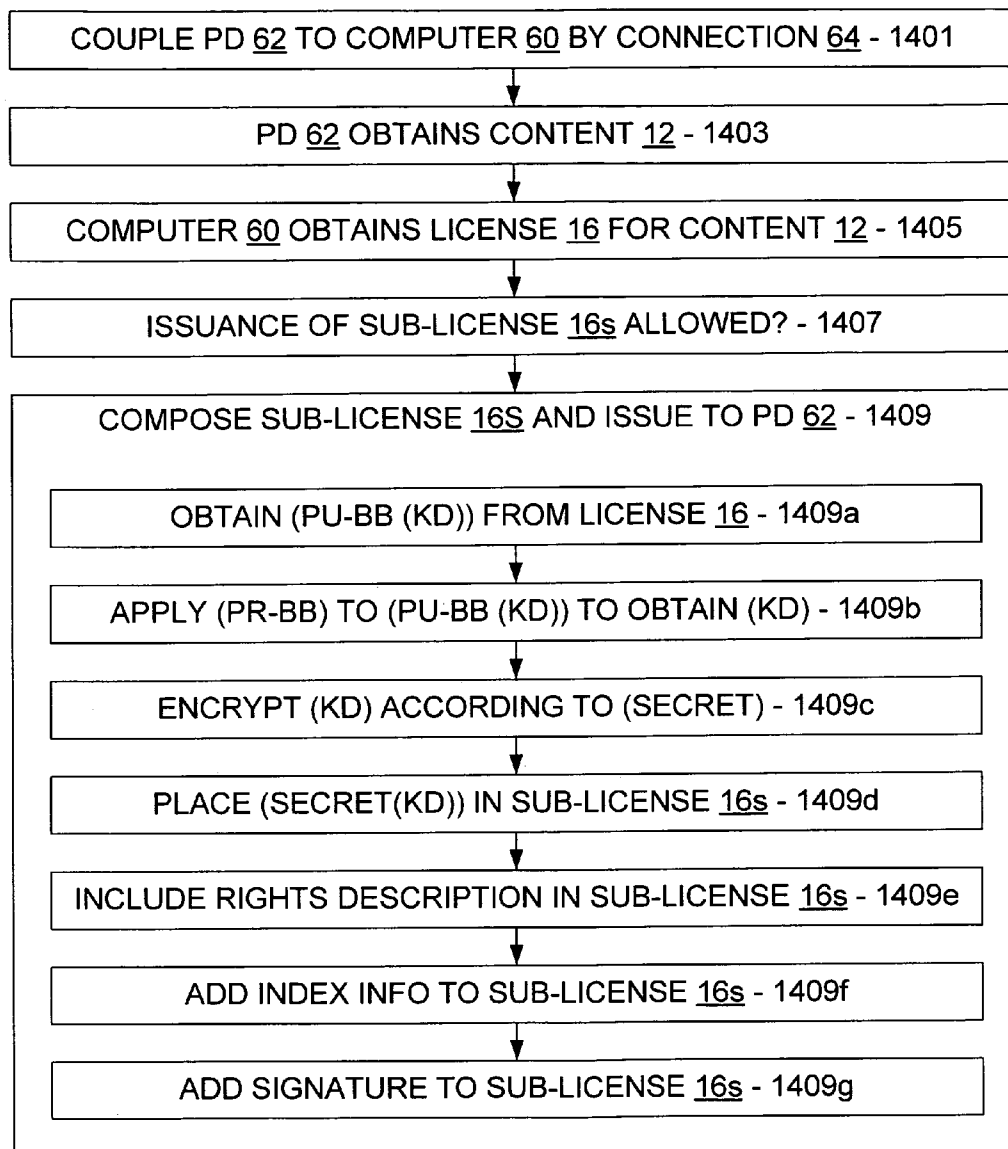 COUPLE PD 62 TO COMPUTER 60 BY CONNECTION 64 - 1401
PD 62 OBTAINS CONTENT 12 - 1403
COMPUTER 60 OBTAINS LICENSE 16 FOR CONTENT 12 - 1405
ISSUANCE OF SUB-LICENSE 16s ALLOWED? - 1407
COMPOSE SUB-LICENSE 16S AND ISSUE TO PD 62 - 1409
OBTAIN (PU-BB (KD)) FROM LICENSE 16 - 1409a
APPLY (PR-BB) TO (PU-BB (KD)) TO OBTAIN (KD) - 1409b
ENCRYPT (KD) ACCORDING TO (SECRET) - 1409c
PLACE (SECRET(KD)) IN SUB-LICENSE 16s - 1409d
INCLUDE RIGHTS DESCRIPTION IN SUB-LICENSE 16s - 1409e
ADD INDEX INFO TO SUB-LICENSE 16s - 1409f
ADD SIGNATURE TO SUB-LICENSE 16s - 1409g